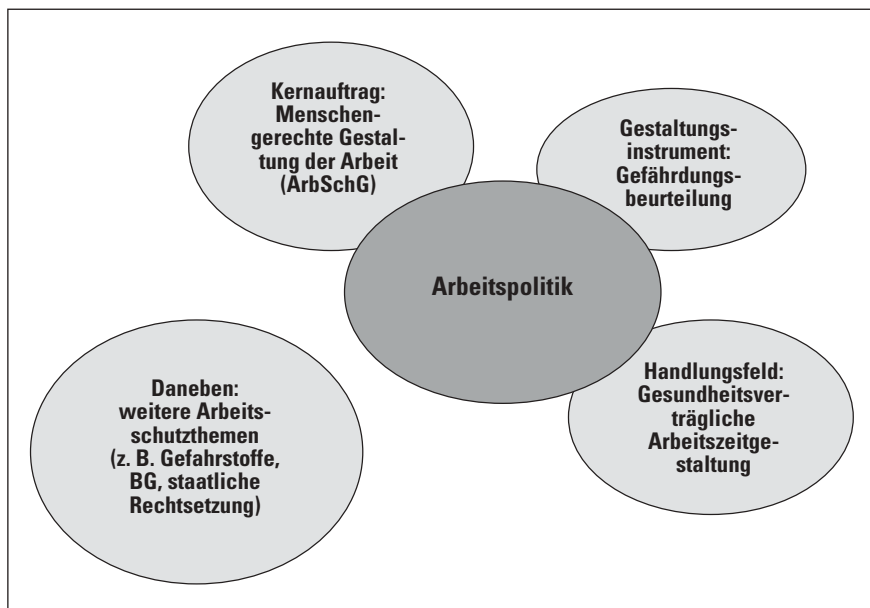 Kernauftrag:
Menschen-
gerechte Gestal-
tung der Arbeit
(ArbSchG)
Gestaltungs-
instrument:
Gefährdungs-
beurteilung
Arbeitspolitik
Handlungsfeld:
Gesundheitsver-
trägliche
Arbeitszeitge-
staltung
Daneben:
weitere Arbeits-
schutzthemen
(z. B. Gefahrstoffe,
BG, staatliche
Rechtsetzung)